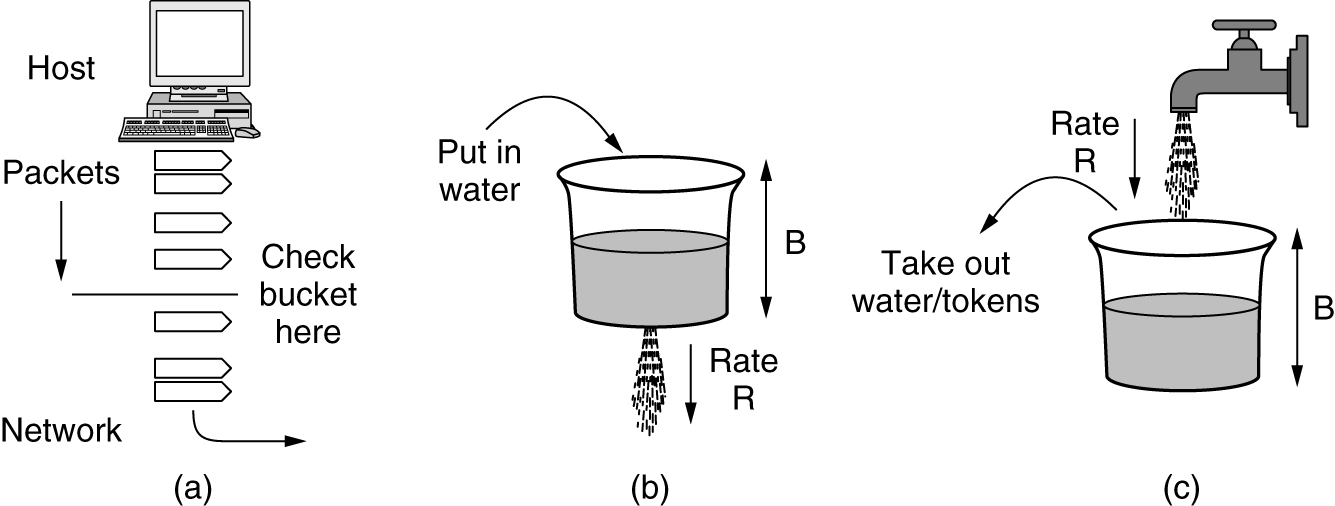 Host
Packets
Check
bucket
here
Network
(a)
Put in
water
B
Rate
R
(b)
Rate
R
Take out
water/tokens
B
(c)